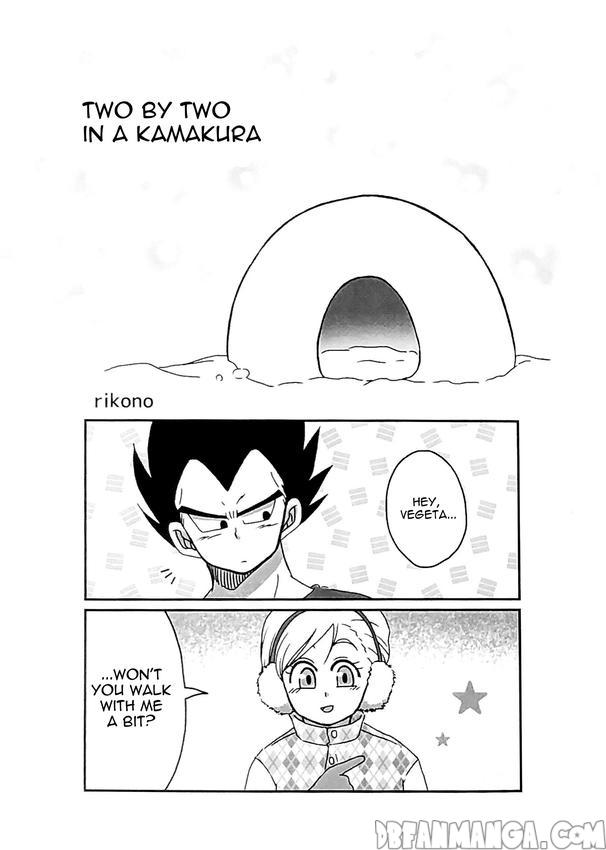 TWO BY TWO
IN A KAMAKURA
rikono
HEY,
VEGETA...
...WON'T
YOU WALK
WITH ME
A BIT?
DBFANMANGA.COM